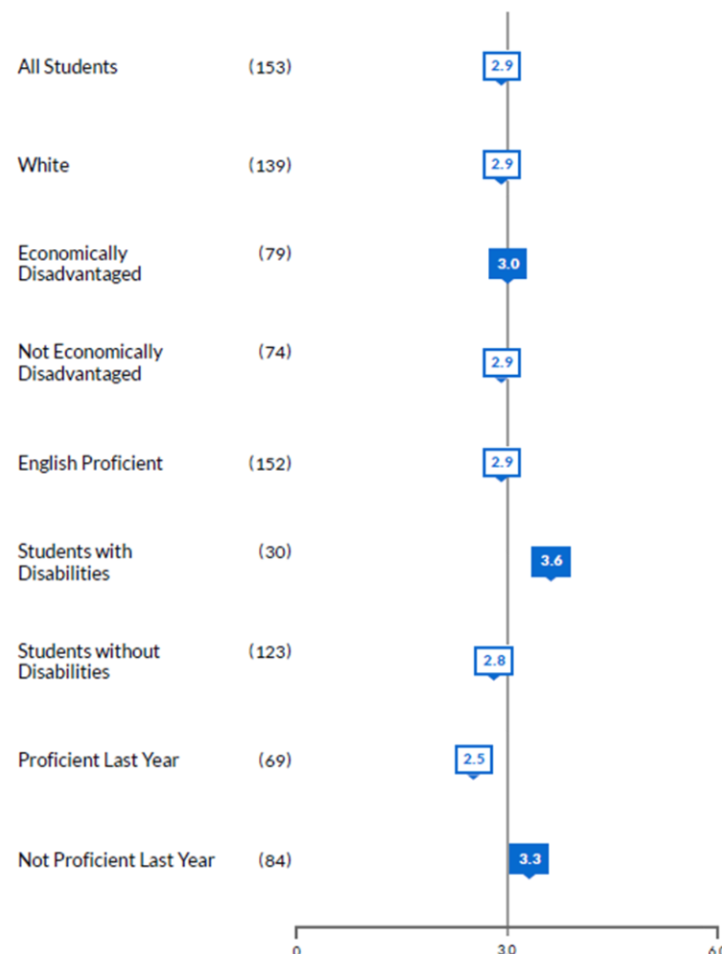 All Students (153) 2.9
White (139) 2.9
Economically (79)
Disadvantaged 3.0
Not Economically (74)
Disadvantaged 2.9
English Proficient (152) 2.9
Students with (30)
Disabilities 3.6
Students without (123)
Disabilities 2.8
Proficient Last Year (69) 2.5
Not Proficient Last Year (84) 3.3
0 3.0 6.0